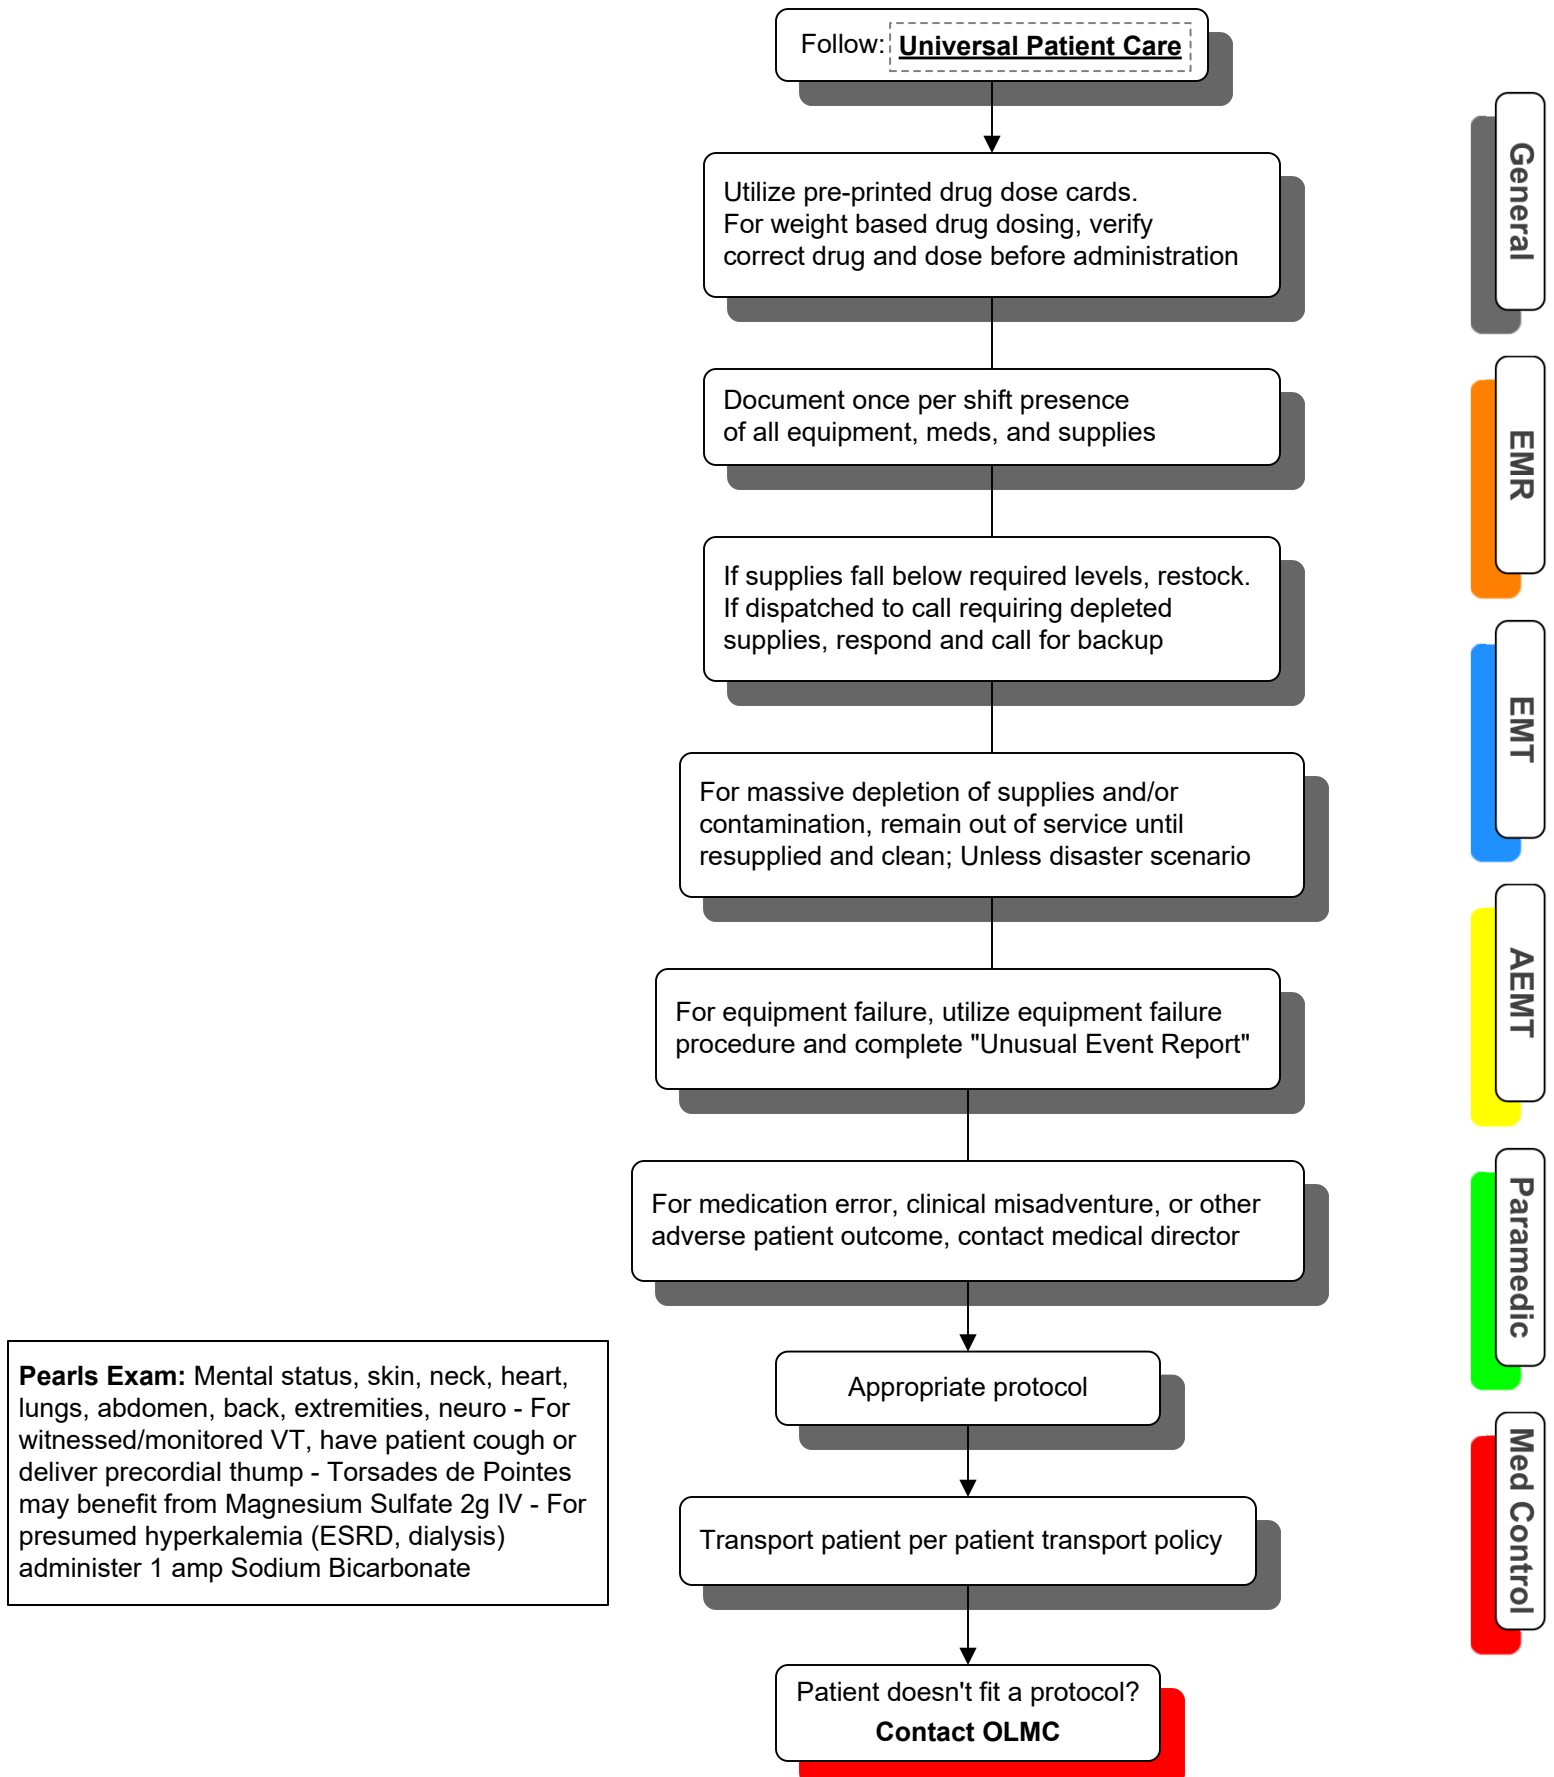 Follow: Universal Patient Care
Utilize pre-printed drug dose cards.
For weight based drug dosing, verify
correct drug and dose before administration
Document once per shift presence
of all equipment, meds, and supplies
If supplies fall below required levels, restock.
If dispatched to call requiring depleted
supplies, respond and call for backup
For massive depletion of supplies and/or
contamination, remain out of service until
resupplied and clean; Unless disaster scenario
For equipment failure, utilize equipment failure
procedure and complete "Unusual Event Report"
For medication error, clinical misadventure, or other
adverse patient outcome, contact medical director
Appropriate protocol
Transport patient per patient transport policy
Patient doesn't fit a protocol?
Contact OLMC
Pearls Exam: Mental status, skin, neck, heart,
lungs, abdomen, back, extremities, neuro - For
witnessed/monitored VT, have patient cough or
deliver precordial thump - Torsades de Pointes
may benefit from Magnesium Sulfate 2g IV - For
presumed hyperkalemia (ESRD, dialysis)
administer 1 amp Sodium Bicarbonate
General
EMR
EMT
AEMT
Paramedic
Med Control